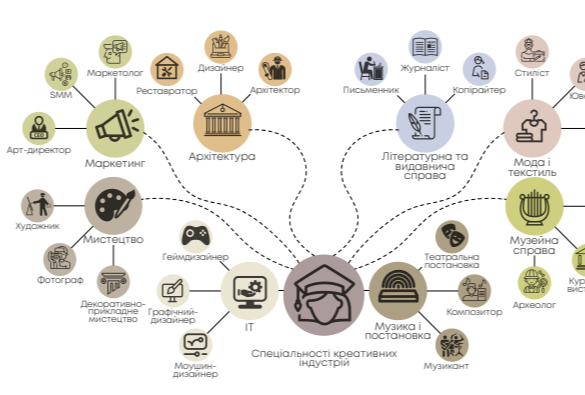 Маркетолог
SMM
Арт-директор
CEO
Маркетинг
Дизайнер
Реставратор
Архітектор
Архітектура
Журналіст
Письменник
Копірайтер
Літературна та
видавнича
справа
Стиліст
Мода і
текстиль
Художник
Мистецтво
Фотограф
Декоративно-
прикладне
мистецтво
Геймдизайнер
Графічний-
дизайнер
Моушин-
дизайнер
IT
Спеціальності креативних
індустрій
Театральна
постановка
Композитор
Музика і
постановка
Музикант
Музейна
справа
Археолог